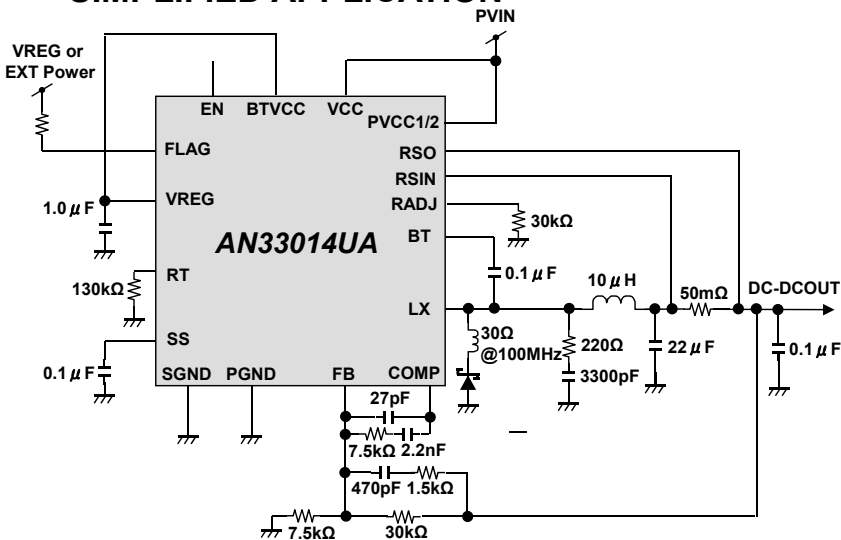 PVIN
VREG or
EXT Power
EN
BTVCC
VCC
PVCC1/2
FLAG
RSO
RSIN
VREG
RADJ
1.0μF
30kΩ
AN33014UA
BT
0.1μF
RT
130kΩ
10μH
50mΩ
DC-DCOUT
LX
30Ω
@100MHz
220Ω
22μF
0.1μF
3300pF
SS
0.1μF
SGND
PGND
FB
COMP
27pF
7.5kΩ
2.2nF
470pF
1.5kΩ
7.5kΩ
30kΩ